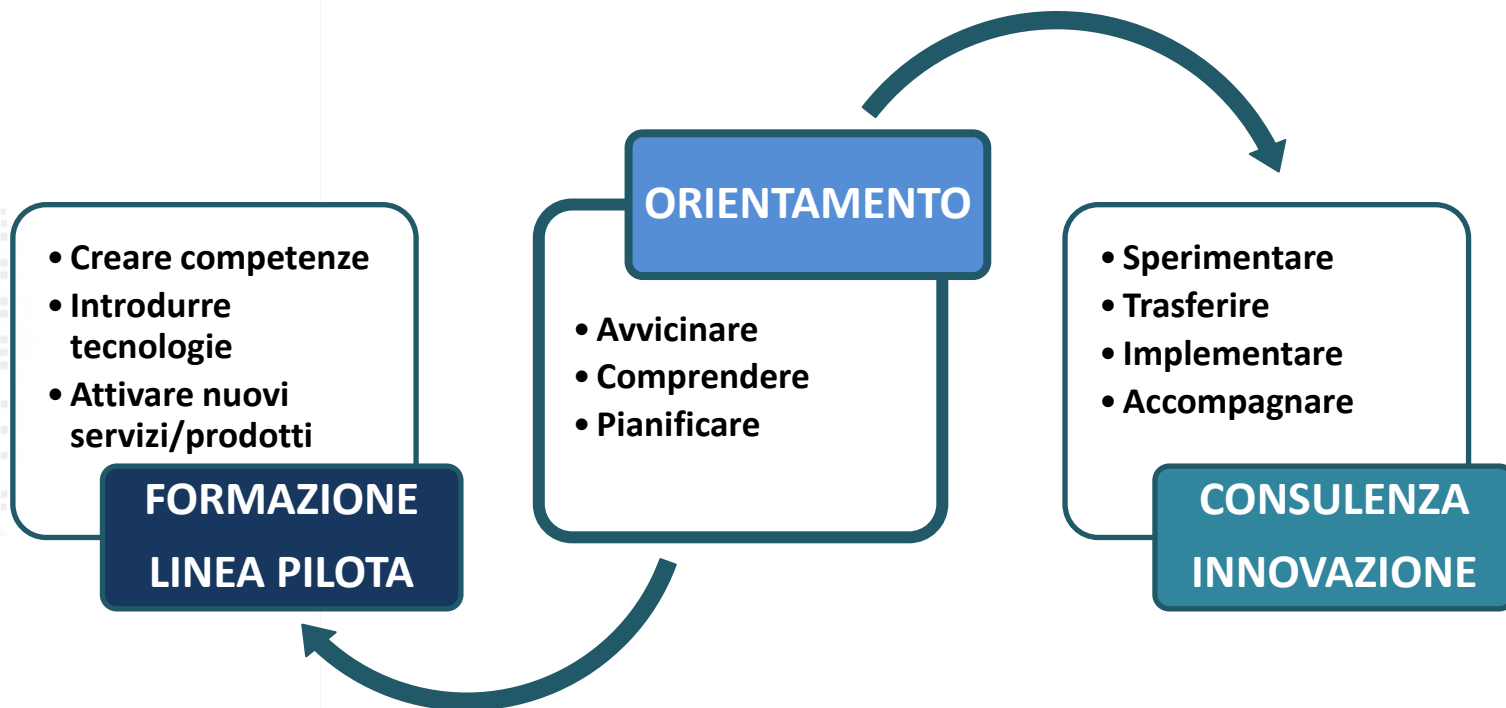 • Creare competenze
• Introdurre
tecnologie
• Attivare nuovi
servizi/prodotti
FORMAZIONE
LINEA PILOTA
ORIENTAMENTO
• Avvicinare
• Comprendere
• Pianificare
• Sperimentare
• Trasferire
• Implementare
• Accompagnare
CONSULENZA
INNOVAZIONE